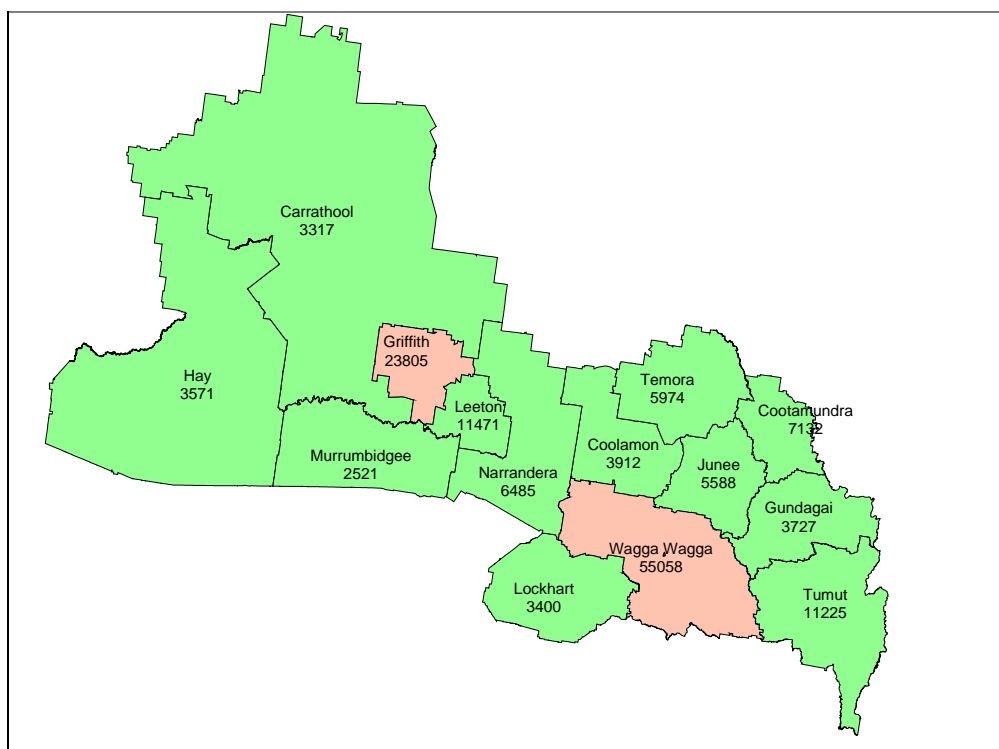 Carrathool
3317
Griffith
23805
Hay
3571
Leeton
11471
Temora
5974
Cootamundra
7132
Murrumbidgee
2521
Narrandera
6485
Coolamon
3912
Junee
5588
Gundagai
3727
Wagga Wagga
55058
Lockhart
3400
Tumut
11225